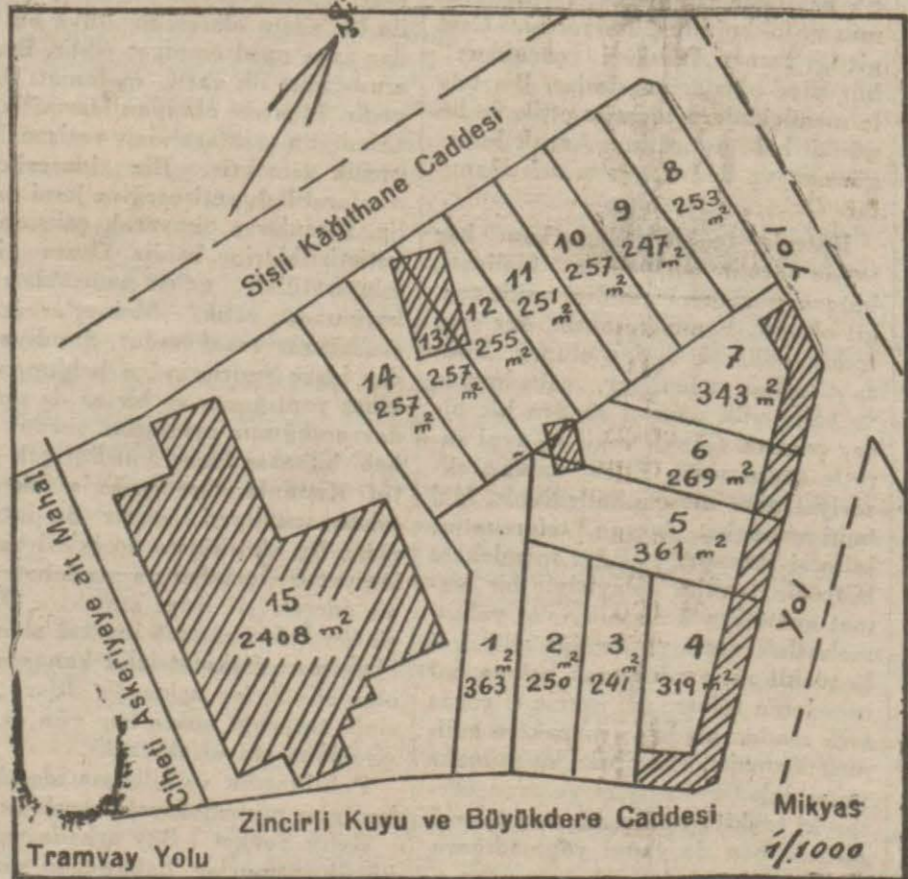 Şişli Kâğıthane Caddesi
8
253 m²
9
247 m²
10
257 m²
11
251 m²
12
255 m²
13
257 m²
14
257 m²
Yol
7
343 m²
6
269 m²
5
361 m²
15
2408 m²
1
363 m²
2
250 m²
3
241 m²
4
319 m²
Yol
Ciheti Askeriyeye ait Mahal
Zincirli Kuyu ve Büyükdere Caddesi
Mikyas
1/1000
Tramvay Yolu